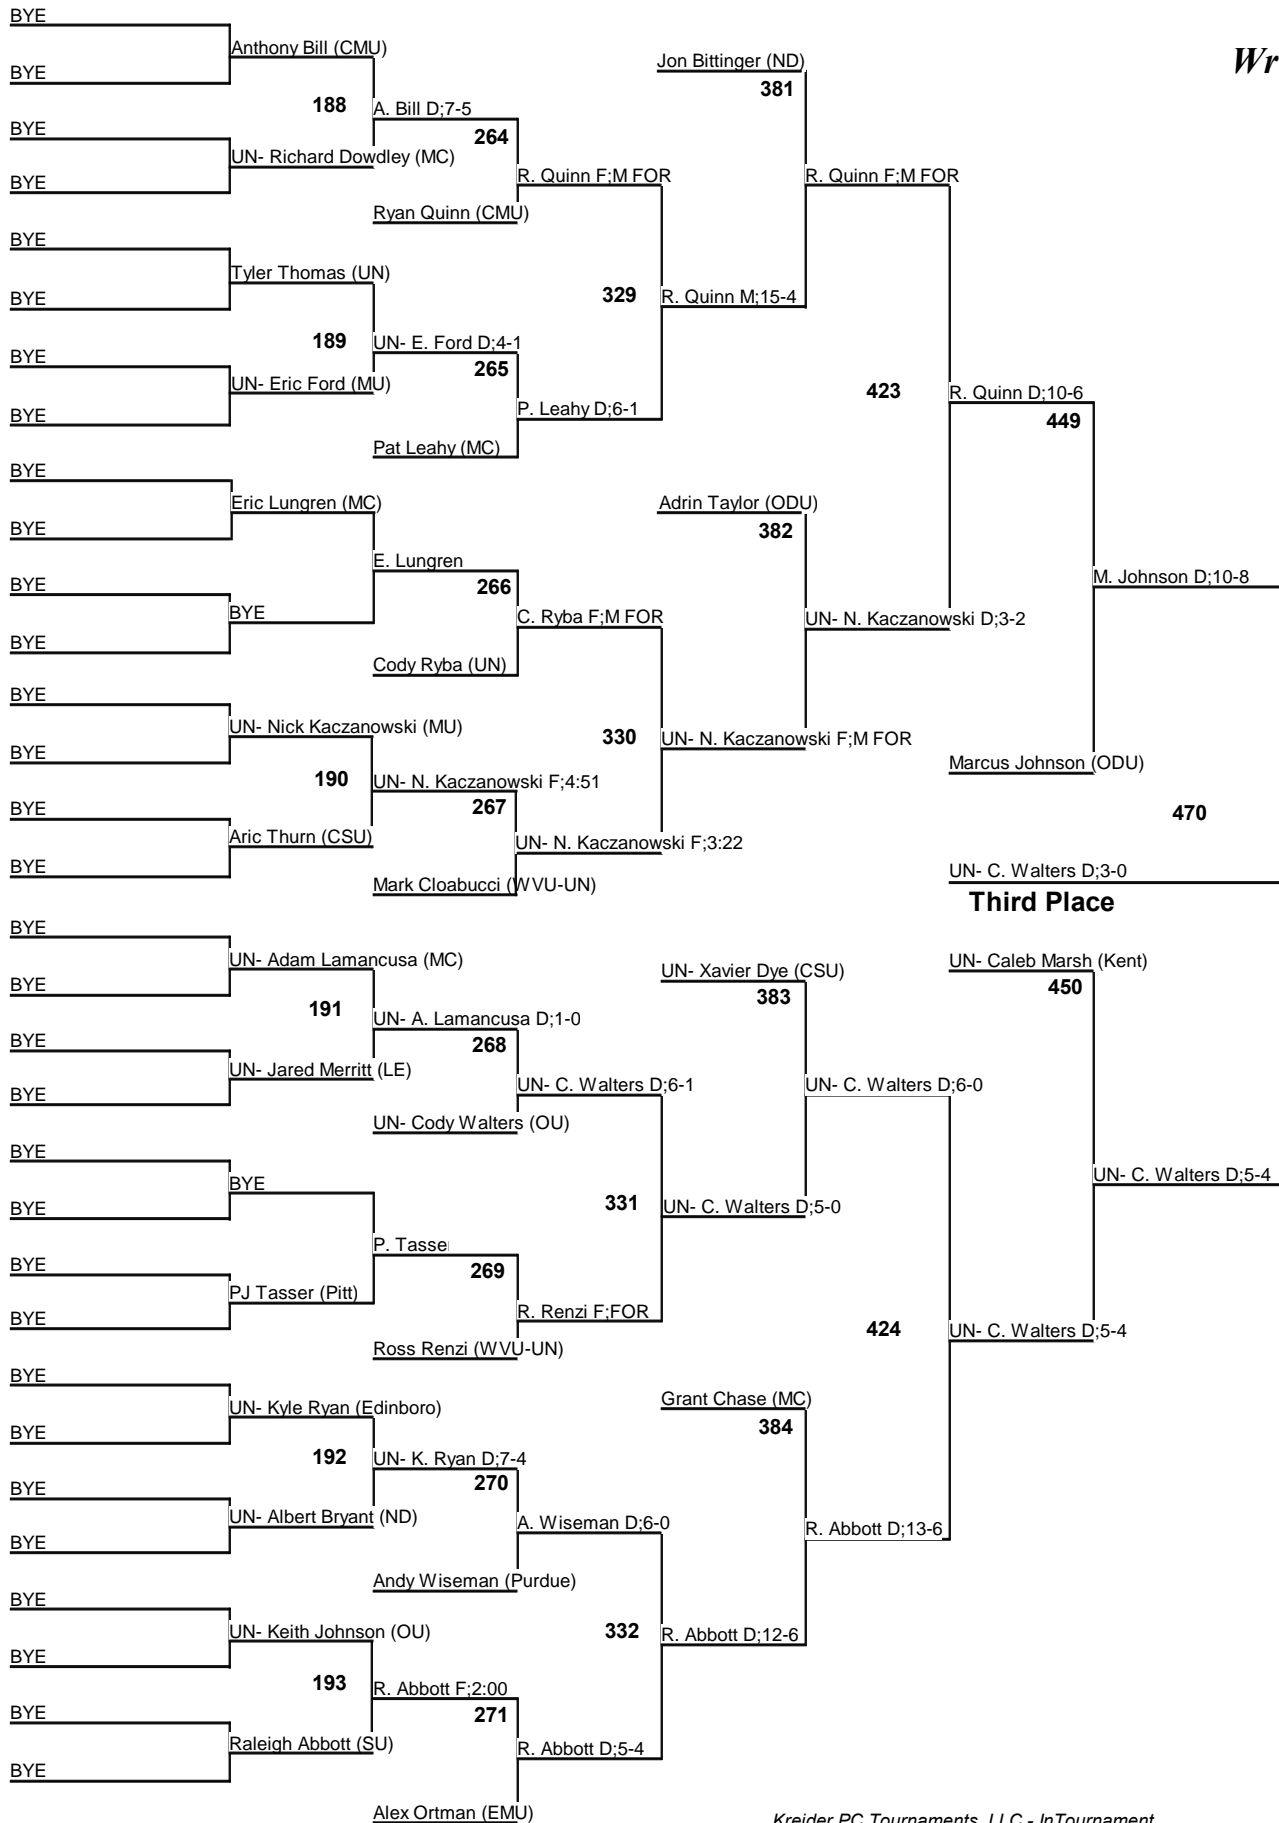 BYE
Anthony Bill (CMU)
BYE
188
A. Bill D;7-5
BYE
UN- Richard Dowdley (MC)
BYE
264
R. Quinn F;M FOR
Ryan Quinn (CMU)
BYE
Tyler Thomas (UN)
BYE
189
UN- E. Ford D;4-1
BYE
UN- Eric Ford (MU)
BYE
265
P. Leahy D;6-1
Pat Leahy (MC)
329
R. Quinn M;15-4
Jon Bittinger (ND)
381
R. Quinn F;M FOR
Wr
BYE
Eric Lungren (MC)
BYE
E. Lungren
BYE
BYE
BYE
266
C. Ryba F;M FOR
Cody Ryba (UN)
BYE
UN- Nick Kaczanowski (MU)
BYE
190
UN- N. Kaczanowski F;4:51
BYE
Aric Thurn (CSU)
BYE
267
UN- N. Kaczanowski F;3:22
Mark Cloabucci (WVU-UN)
330
UN- N. Kaczanowski F;M FOR
Adrin Taylor (ODU)
382
UN- N. Kaczanowski D;3-2
423
R. Quinn D;10-6
449
M. Johnson D;10-8
Marcus Johnson (ODU)
470
UN- C. Walters D;3-0
Third Place
BYE
UN- Adam Lamancusa (MC)
BYE
191
UN- A. Lamancusa D;1-0
BYE
UN- Jared Merritt (LE)
BYE
268
UN- C. Walters D;6-1
UN- Cody Walters (OU)
BYE
BYE
BYE
P. Tasse
BYE
PJ Tasser (Pitt)
BYE
269
R. Renzi F;FOR
Ross Renzi (WVU-UN)
331
UN- C. Walters D;5-0
UN- Xavier Dye (CSU)
383
UN- C. Walters D;6-0
BYE
UN- Kyle Ryan (Edinboro)
BYE
192
UN- K. Ryan D;7-4
BYE
UN- Albert Bryant (ND)
BYE
270
A. Wiseman D;6-0
Andy Wiseman (Purdue)
BYE
UN- Keith Johnson (OU)
BYE
193
R. Abbott F;2:00
BYE
Raleigh Abbott (SU)
BYE
271
R. Abbott D;5-4
Alex Ortman (EMU)
332
R. Abbott D;12-6
Grant Chase (MC)
384
R. Abbott D;13-6
424
UN- C. Walters D;5-4
UN- Caleb Marsh (Kent)
450
UN- C. Walters D;5-4
Kreider PC Tournaments, LLC - InTournament